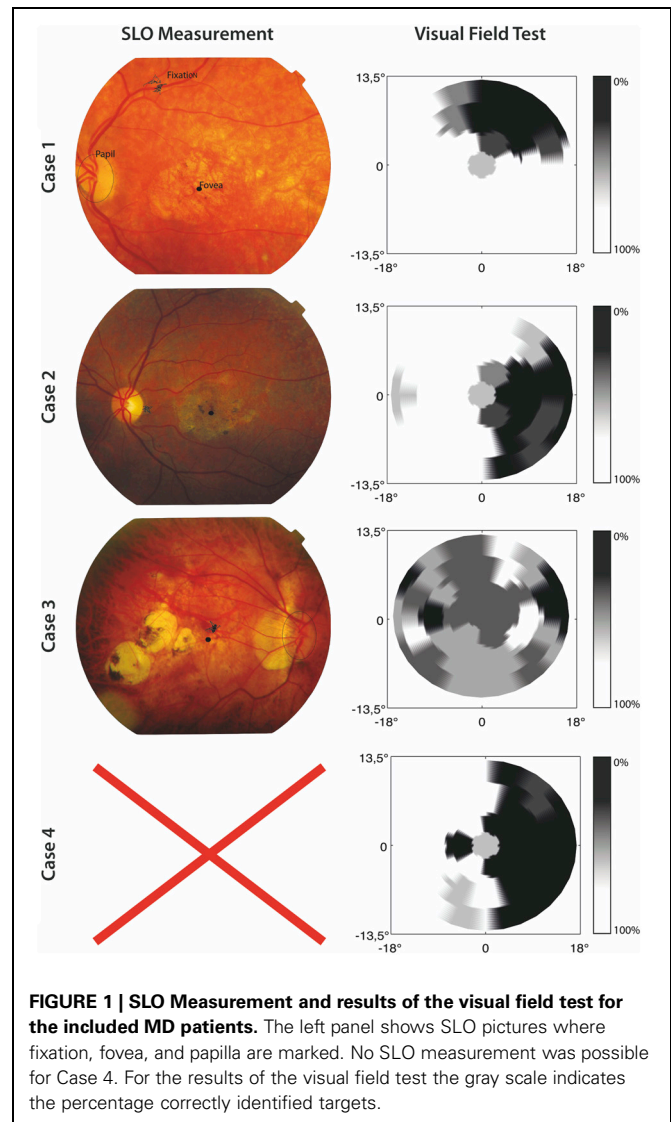 SLO Measurement
Visual Field Test
Case 1
Fixation
Papil
Fovea
13,5°
0
-13,5°
-18°
0
18°
0%
100%
Case 2
13,5°
0
-13,5°
-18°
0
18°
0%
100%
Case 3
13,5°
0
-13,5°
-18°
0
18°
0%
100%
Case 4
13,5°
0
-13,5°
-18°
0
18°
0%
100%
FIGURE 1 | SLO Measurement and results of the visual field test for
the included MD patients. The left panel shows SLO pictures where
fixation, fovea, and papilla are marked. No SLO measurement was possible
for Case 4. For the results of the visual field test the gray scale indicates
the percentage correctly identified targets.